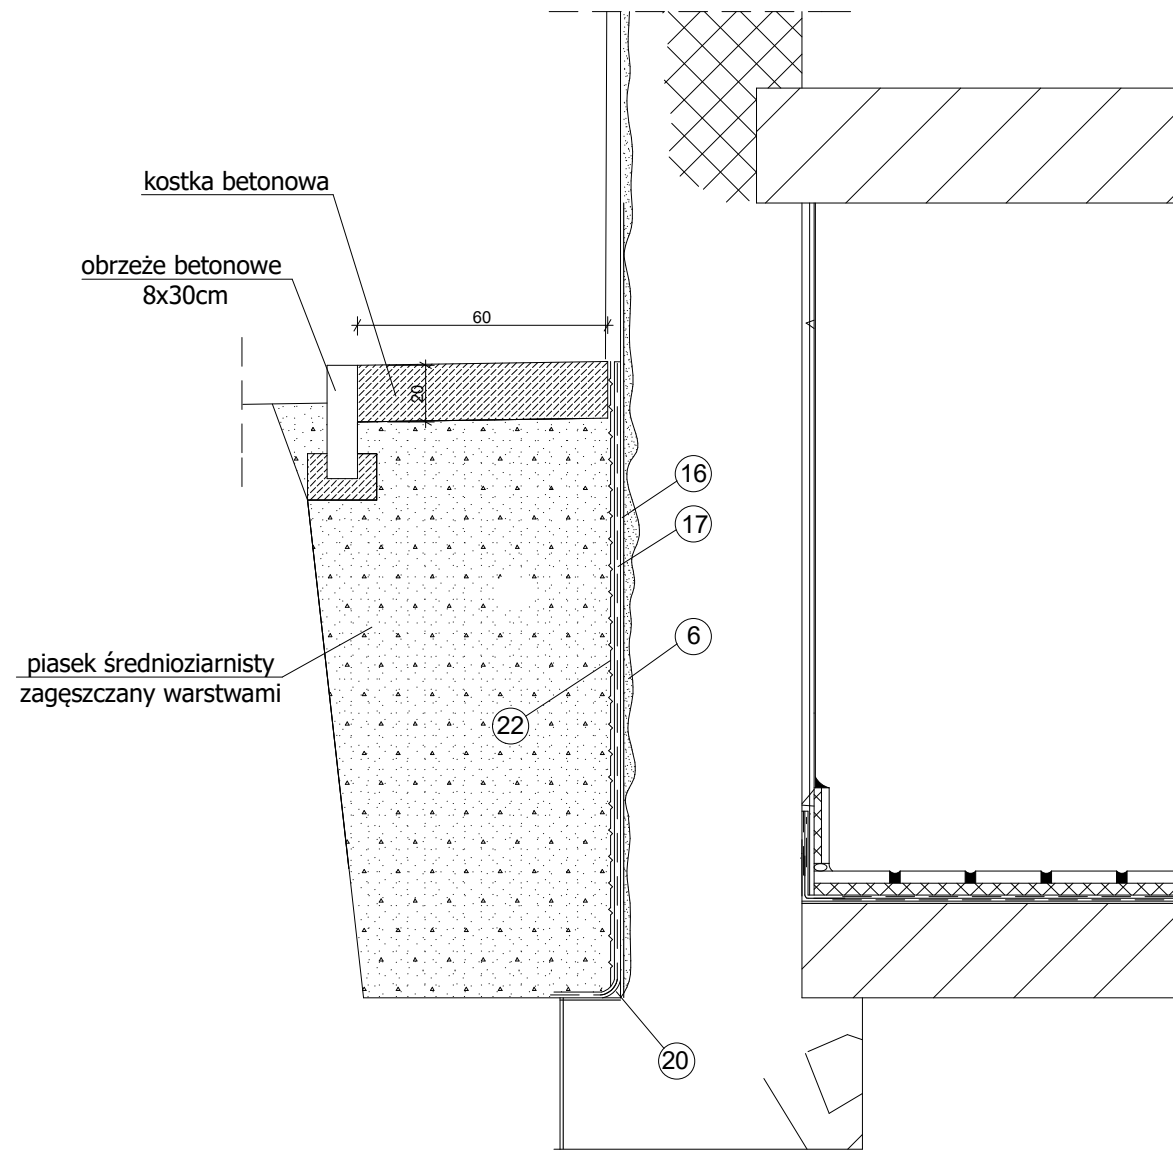 kostka betonowa
obrzeże betonowe
8x30cm
60
20
16
17
6
piasek średnioziarnisty
zagęszczany warstwami
22
20